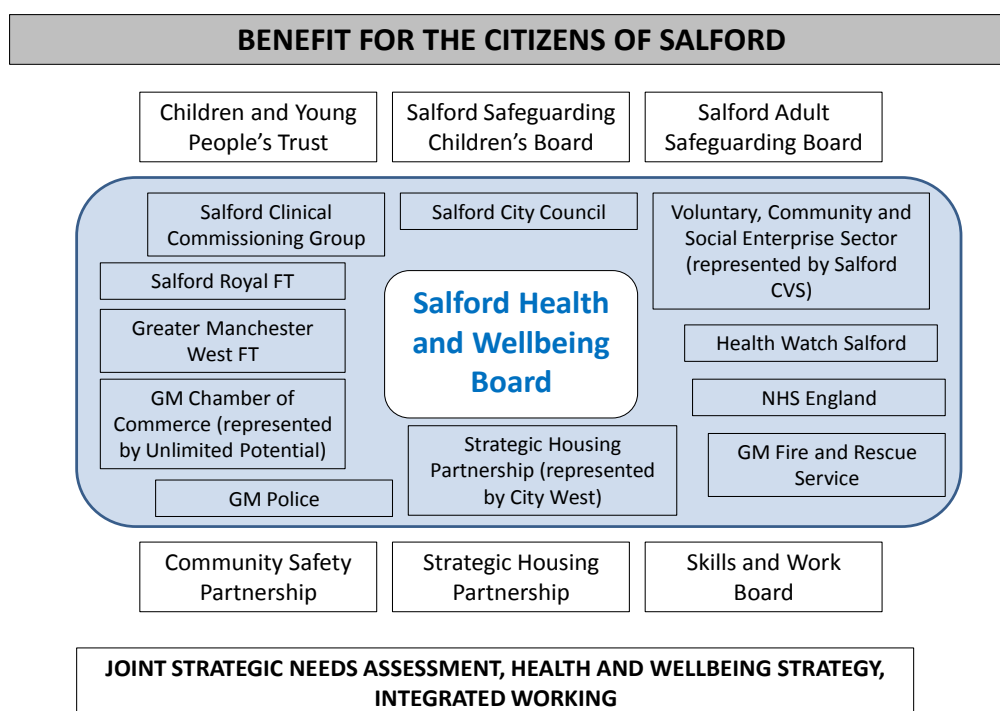 BENEFIT FOR THE CITIZENS OF SALFORD
Children and Young
People’s Trust
Salford Safeguarding
Children’s Board
Salford Adult
Safeguarding Board
Salford Clinical
Commissioning Group
Salford City Council
Voluntary, Community and
Social Enterprise Sector
(represented by Salford
CVS)
Salford Royal FT
Greater Manchester
West FT
GM Chamber of
Commerce (represented
by Unlimited Potential)
GM Police
Salford Health
and Wellbeing
Board
Strategic Housing
Partnership (represented
by City West)
Health Watch Salford
NHS England
GM Fire and Rescue
Service
Community Safety
Partnership
Strategic Housing
Partnership
Skills and Work
Board
JOINT STRATEGIC NEEDS ASSESSMENT, HEALTH AND WELLBEING STRATEGY,
INTEGRATED WORKING